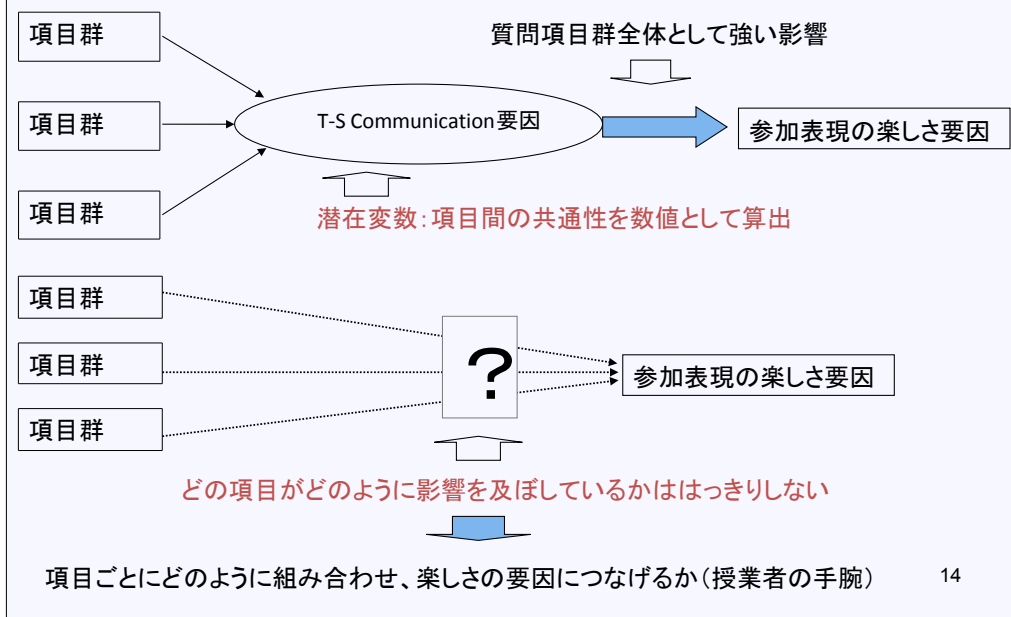 項目群
質問項目群全体として強い影響
項目群
T-S Communication要因
参加表現の楽しさ要因
項目群
潜在変数：項目間の共通性を数値として算出
項目群
項目群
?
参加表現の楽しさ要因
項目群
どの項目がどのように影響を及ぼしているかははっきりしない
項目ごとにどのように組み合わせ、楽しさの要因につなげるか（授業者の手腕）
14